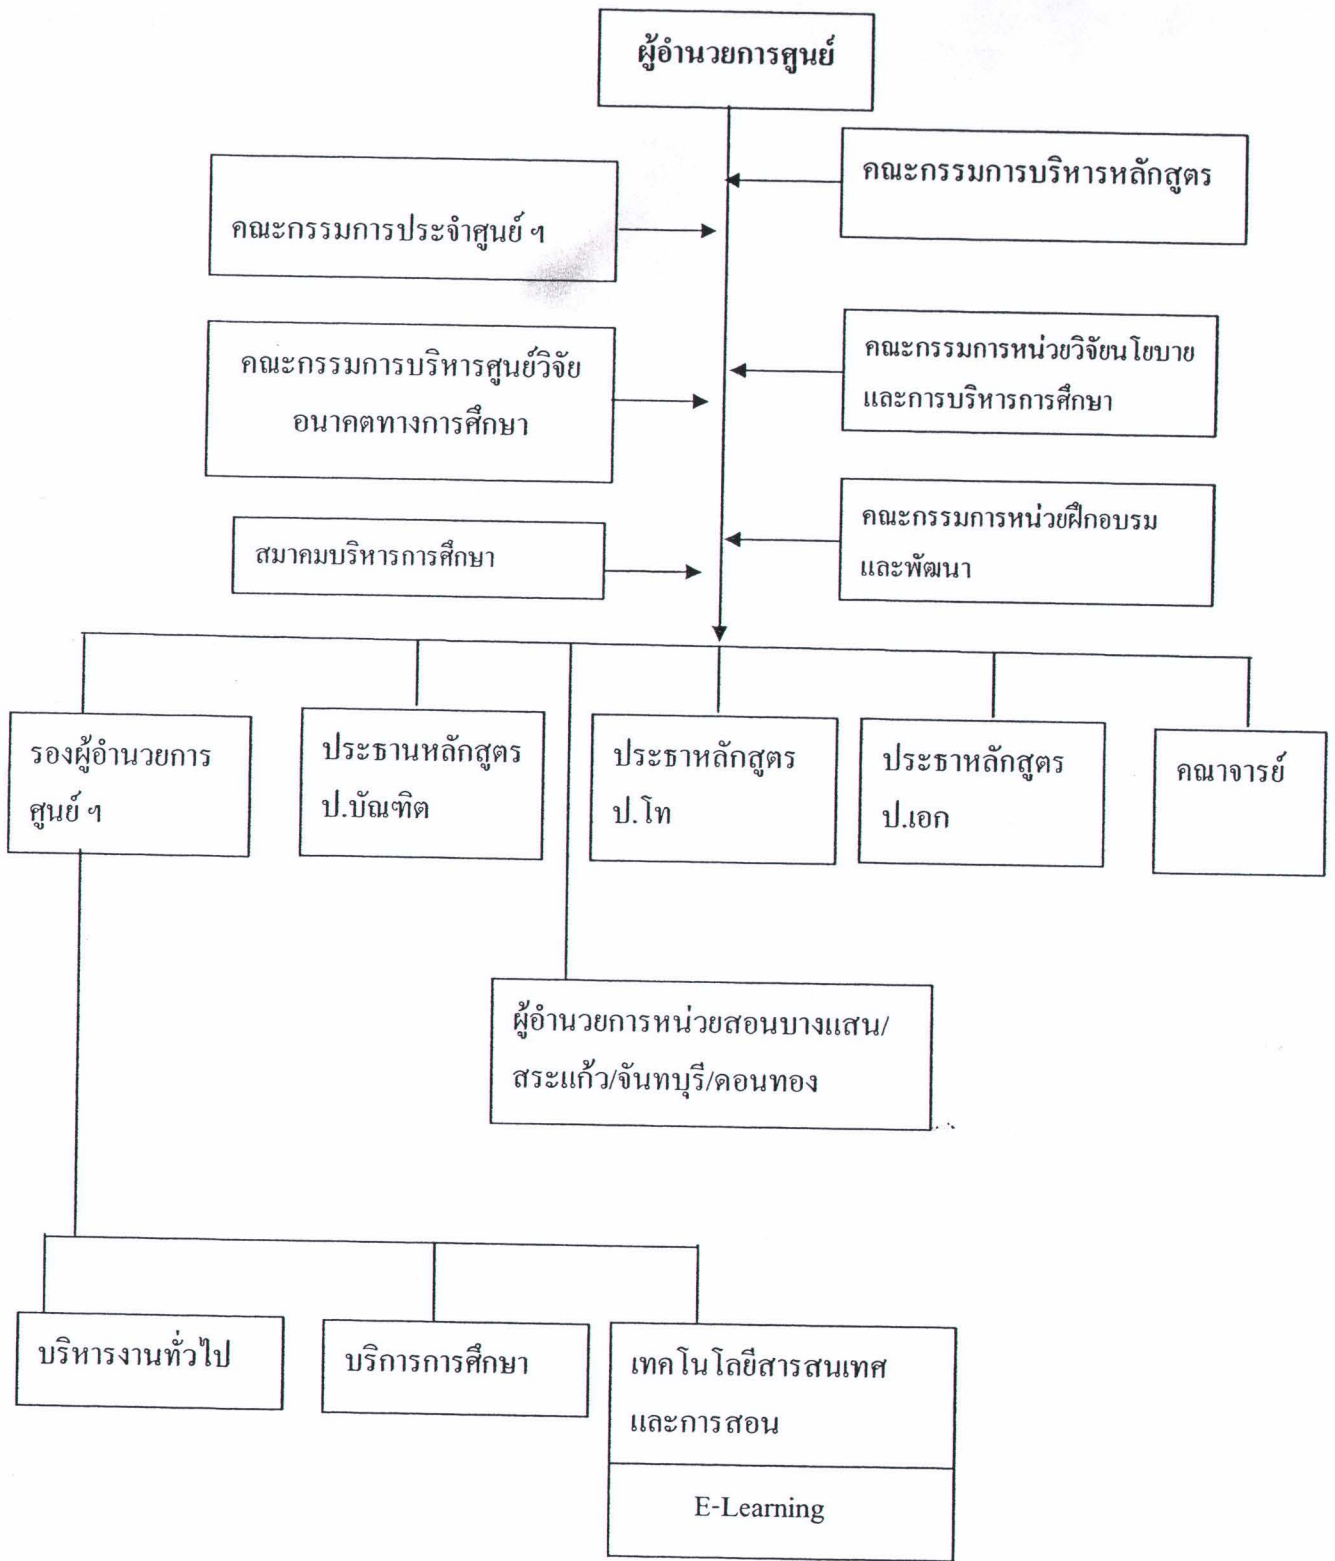 ผู้อำนวยการศูนย์
คณะกรรมการบริหารหลักสูตร
คณะกรรมการประจำศูนย์ ฯ
คณะกรรมการบริหารศูนย์วิจัย
อนาคตทางการศึกษา
คณะกรรมการหน่วยวิจัยนโยบาย
และการบริหารการศึกษา
สมาคมบริหารการศึกษา
คณะกรรมการหน่วยฝึกอบรม
และพัฒนา
รองผู้อำนวยการ
ศูนย์ ฯ
ประธานหลักสูตร
ป.บัณฑิต
ประธาหลักสูตร
ป.โท
ประธาหลักสูตร
ป.เอก
คณาจารย์
ผู้อำนวยการหน่วยสอนบางแสน/
สระแก้ว/จันทบุรี/ดอนทอง
บริหารงานทั่วไป
บริการการศึกษา
เทคโนโลยีสารสนเทศ
และการสอน
E-Learning